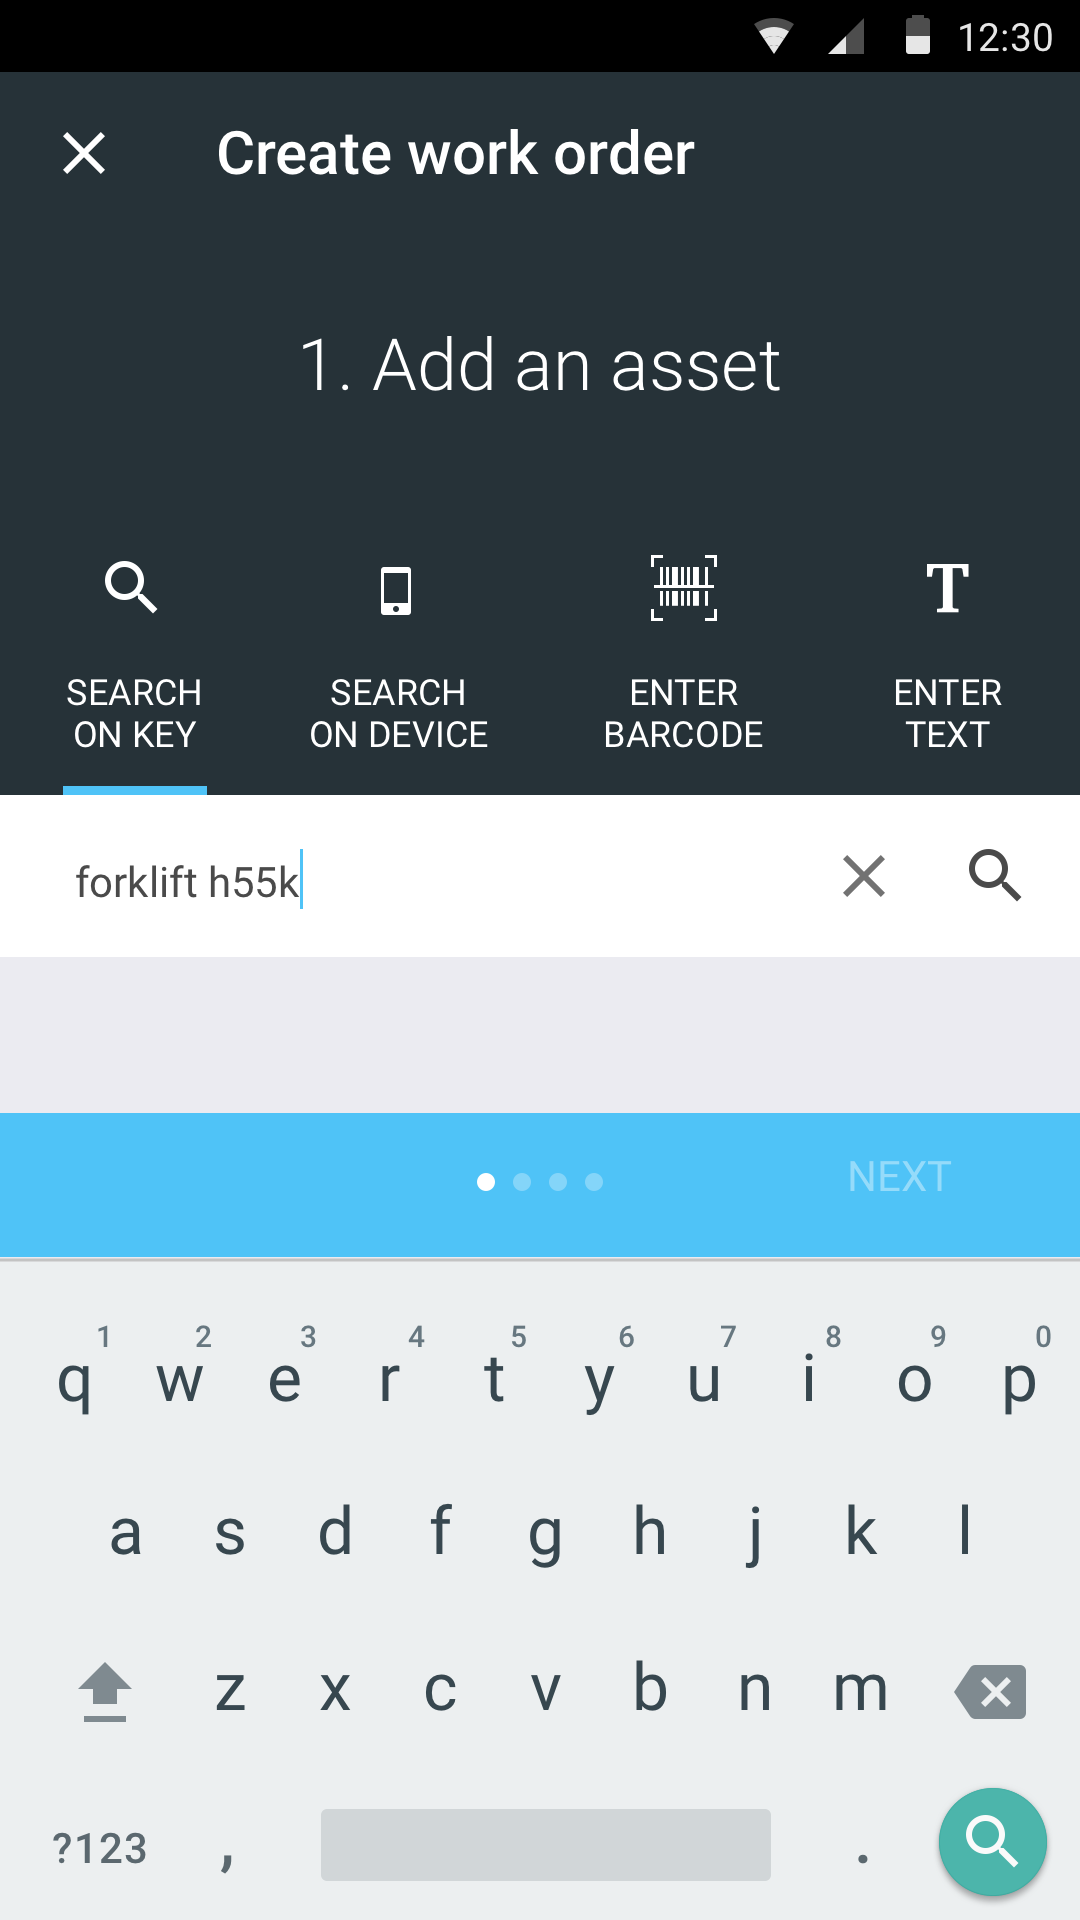 12:30
Create work order
1. Add an asset
SEARCH
ON KEY
SEARCH
ON DEVICE
ENTER
BARCODE
T
ENTER
TEXT
forklift h55k
NEXT
1 2 3 4 5 6 7 8 9 0
q w e r t y u i o p
a s d f g h j k l
z x c v b n m
?123 , .